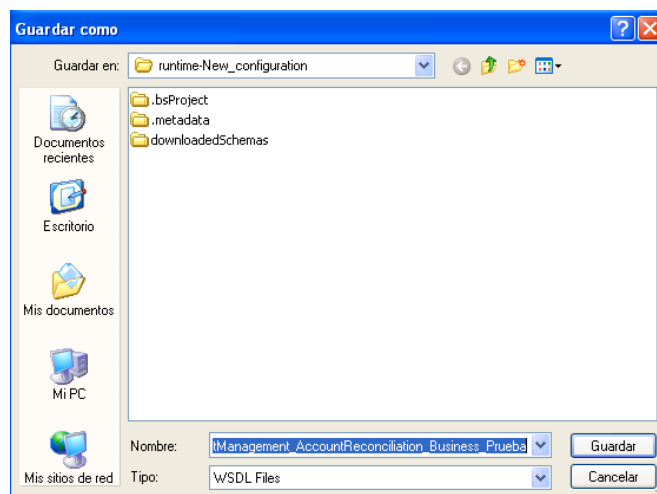 Guardar como
Guardar en:
runtime-New_configuration
.bsProject
.metadata
downloadedSchemas
Documentos
recientes
Escritorio
Mis documentos
Mi PC
Mis sitios de red
Nombre:
tManagement_AccountReconciliation_Business_Prueba
Guardar
Tipo:
WSDL Files
Cancelar